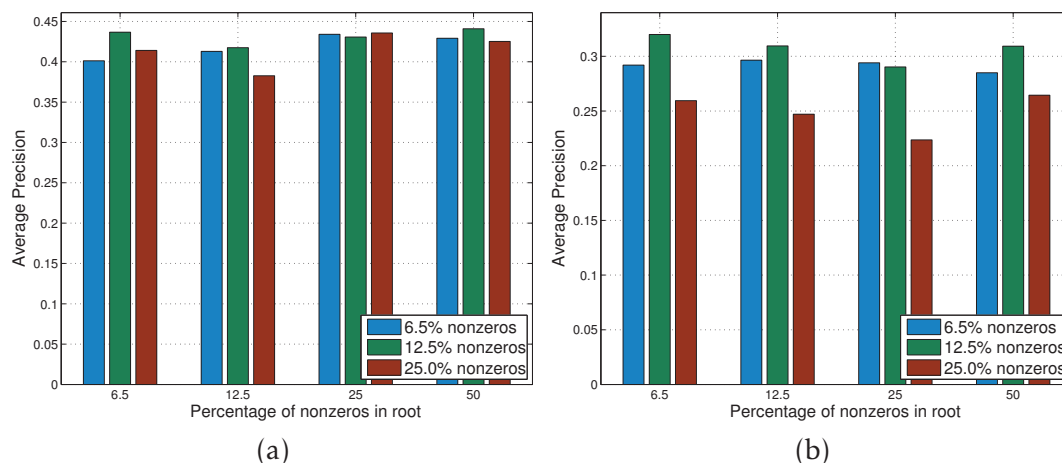 0.45
0.4
0.35
0.3
0.25
0.2
0.15
0.1
0.05
0
Average Precision
6.5% nonzeros
12.5% nonzeros
25.0% nonzeros
6.5 12.5 25 50
Percentage of nonzeros in root
(a)
0.3
0.25
0.2
0.15
0.1
0.05
0
Average Precision
6.5% nonzeros
12.5% nonzeros
25.0% nonzeros
6.5 12.5 25 50
Percentage of nonzeros in root
(b)